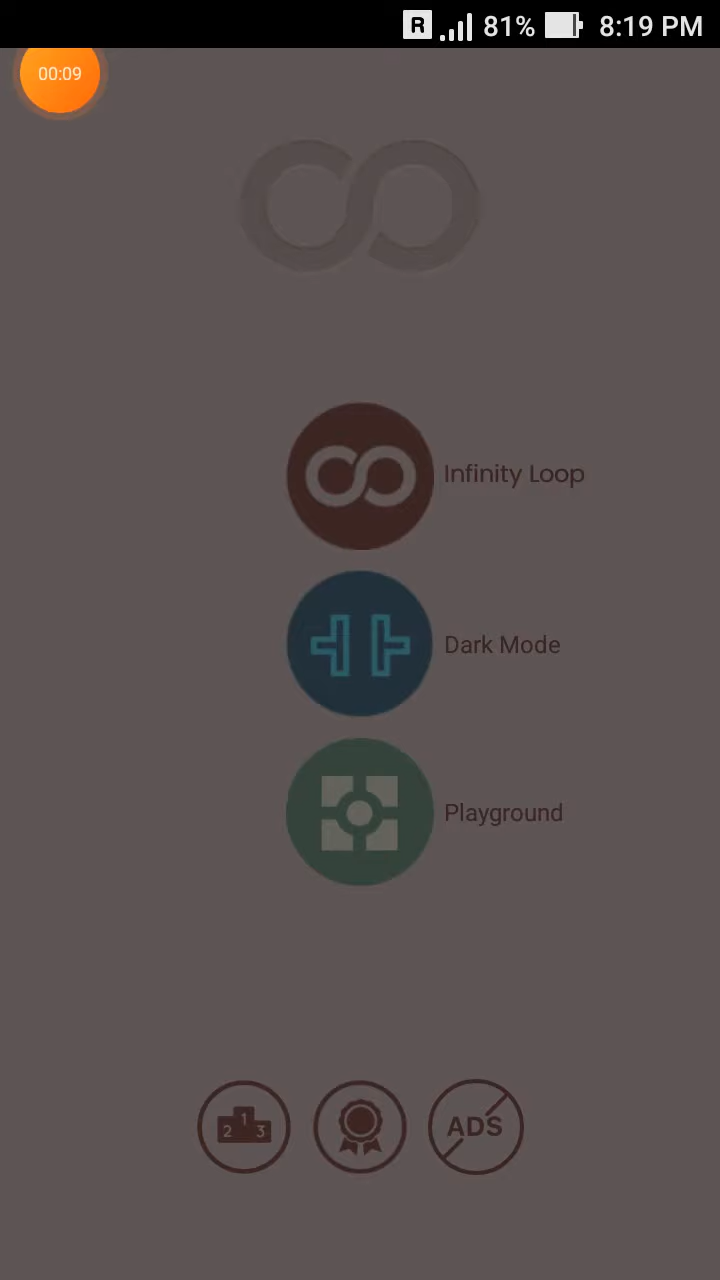 R 81% 8:19 PM
00:09
Infinity Loop
Dark Mode
Playground
1
2 3
ADS